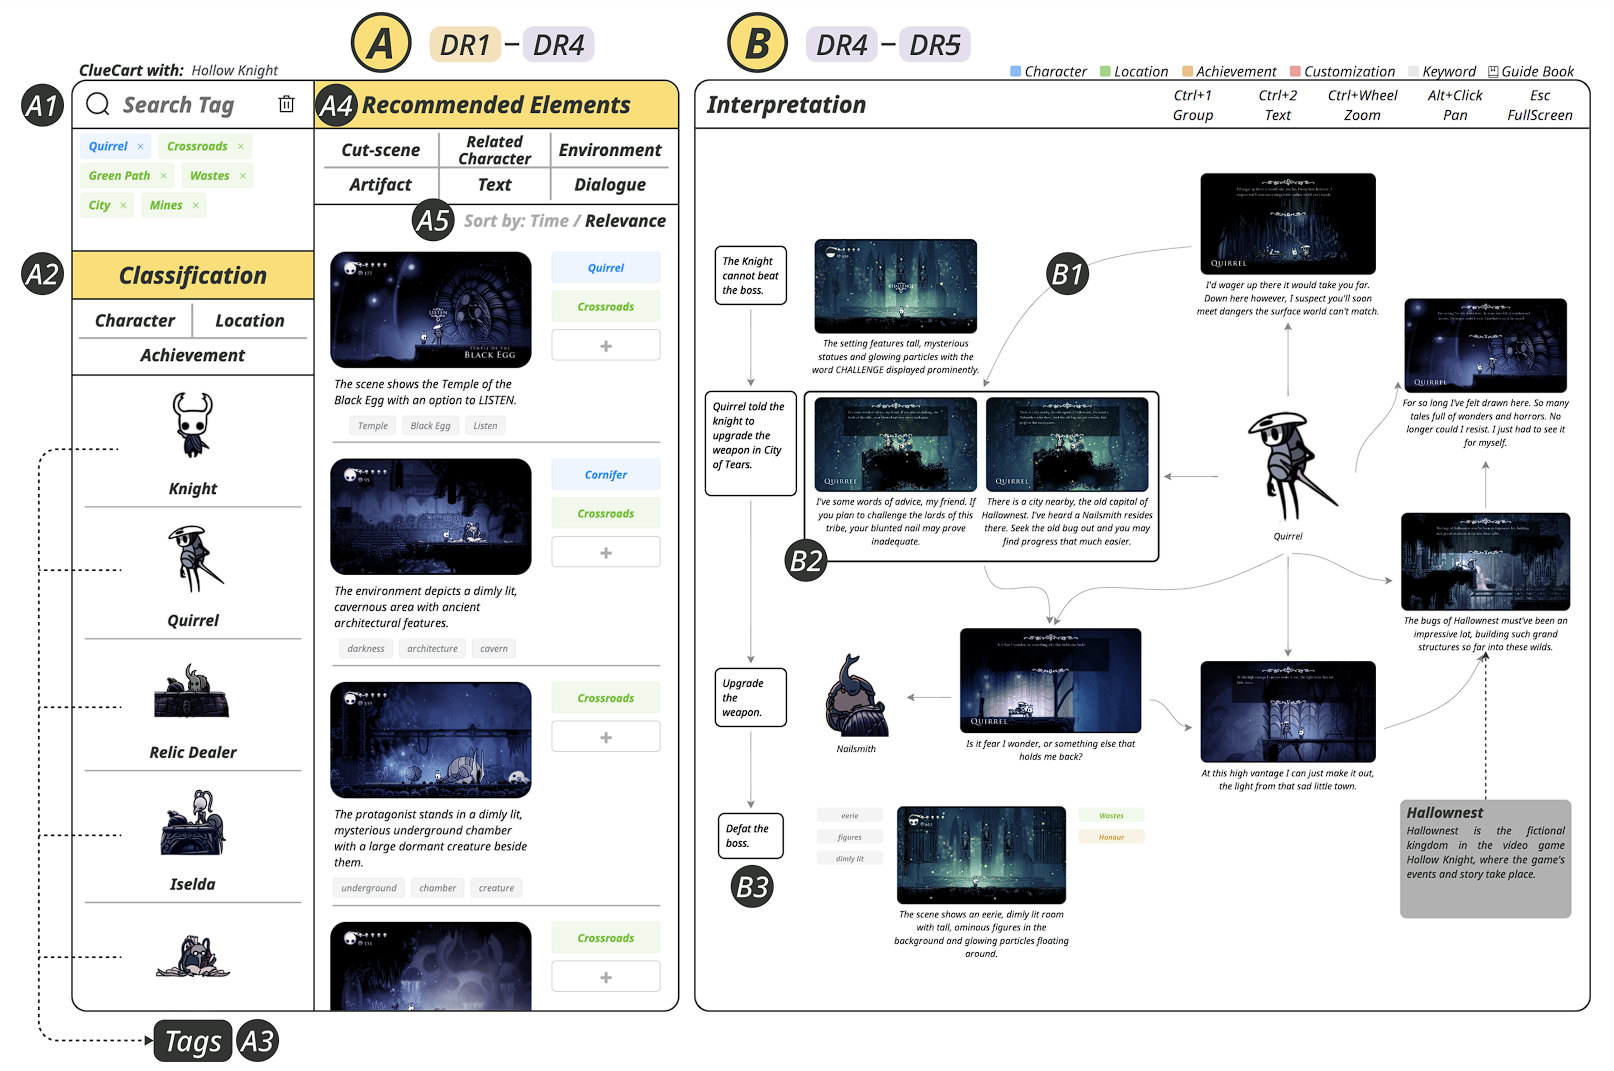 A DR1 – DR4
B DR4 – DR5
ClueCart with: Hollow Knight
Character Location Achievement Customization Keyword Guide Book
A1
Search Tag
Quirrel × Crossroads ×
Green Path × Wastes ×
City × Mines ×
A2
Classification
Character Location
Achievement
Knight
Quirrel
Relic Dealer
Iselda
Tags A3
A4 Recommended Elements
Cut-scene Related Character Environment
Artifact Text Dialogue
A5 Sort by: Time / Relevance
LISTEN
TEMPLE OF THE
BLACK EGG
Quirrel
Crossroads
+
The scene shows the Temple of the
Black Egg with an option to LISTEN.
Temple Black Egg Listen
Cornifer
Crossroads
+
The environment depicts a dimly lit,
cavernous area with ancient
architectural features.
darkness architecture cavern
Crossroads
+
The protagonist stands in a dimly lit,
mysterious underground chamber
with a large dormant creature beside
them.
underground chamber creature
Crossroads
+
Interpretation
Ctrl+1 Ctrl+2 Ctrl+Wheel Alt+Click Esc
Group Text Zoom Pan FullScreen
The Knight
cannot beat
the boss.
CHALLENGE
The setting features tall, mysterious
statues and glowing particles with the
word CHALLENGE displayed prominently.
B1
QUIRREL
I'd wager up there it would take you far.
Down here however, I suspect you'll soon
meet dangers the surface world can't match.
QUIRREL
For so long I've felt drawn here. So many
tales full of wonders and horrors. No
longer could I resist. I just had to see it
for myself.
Quirrel told the
knight to
upgrade the
weapon in City
of Tears.
QUIRREL
I've some words of advice, my friend. If
you plan to challenge the lords of this
tribe, your blunted nail may prove
inadequate.
QUIRREL
There is a city nearby, the old capital of
Hallownest. I've heard a Nailsmith resides
there. Seek the old bug out and you may
find progress that much easier.
B2
Quirrel
The bugs of Hallownest must've been an
impressive lot, building such grand
structures so far into these wilds.
Upgrade
the
weapon.
Nailsmith
QUIRREL
Is it fear I wonder, or something else that
holds me back?
At this high vantage I can just make it out,
the light from that sad little town.
Defat the
boss.
B3
eerie
figures
dimly lit
Wastes
Honour
The scene shows an eerie, dimly lit room
with tall, ominous figures in the
background and glowing particles floating
around.
Hallownest
Hallownest is the fictional
kingdom in the video game
Hollow Knight, where the game's
events and story take place.